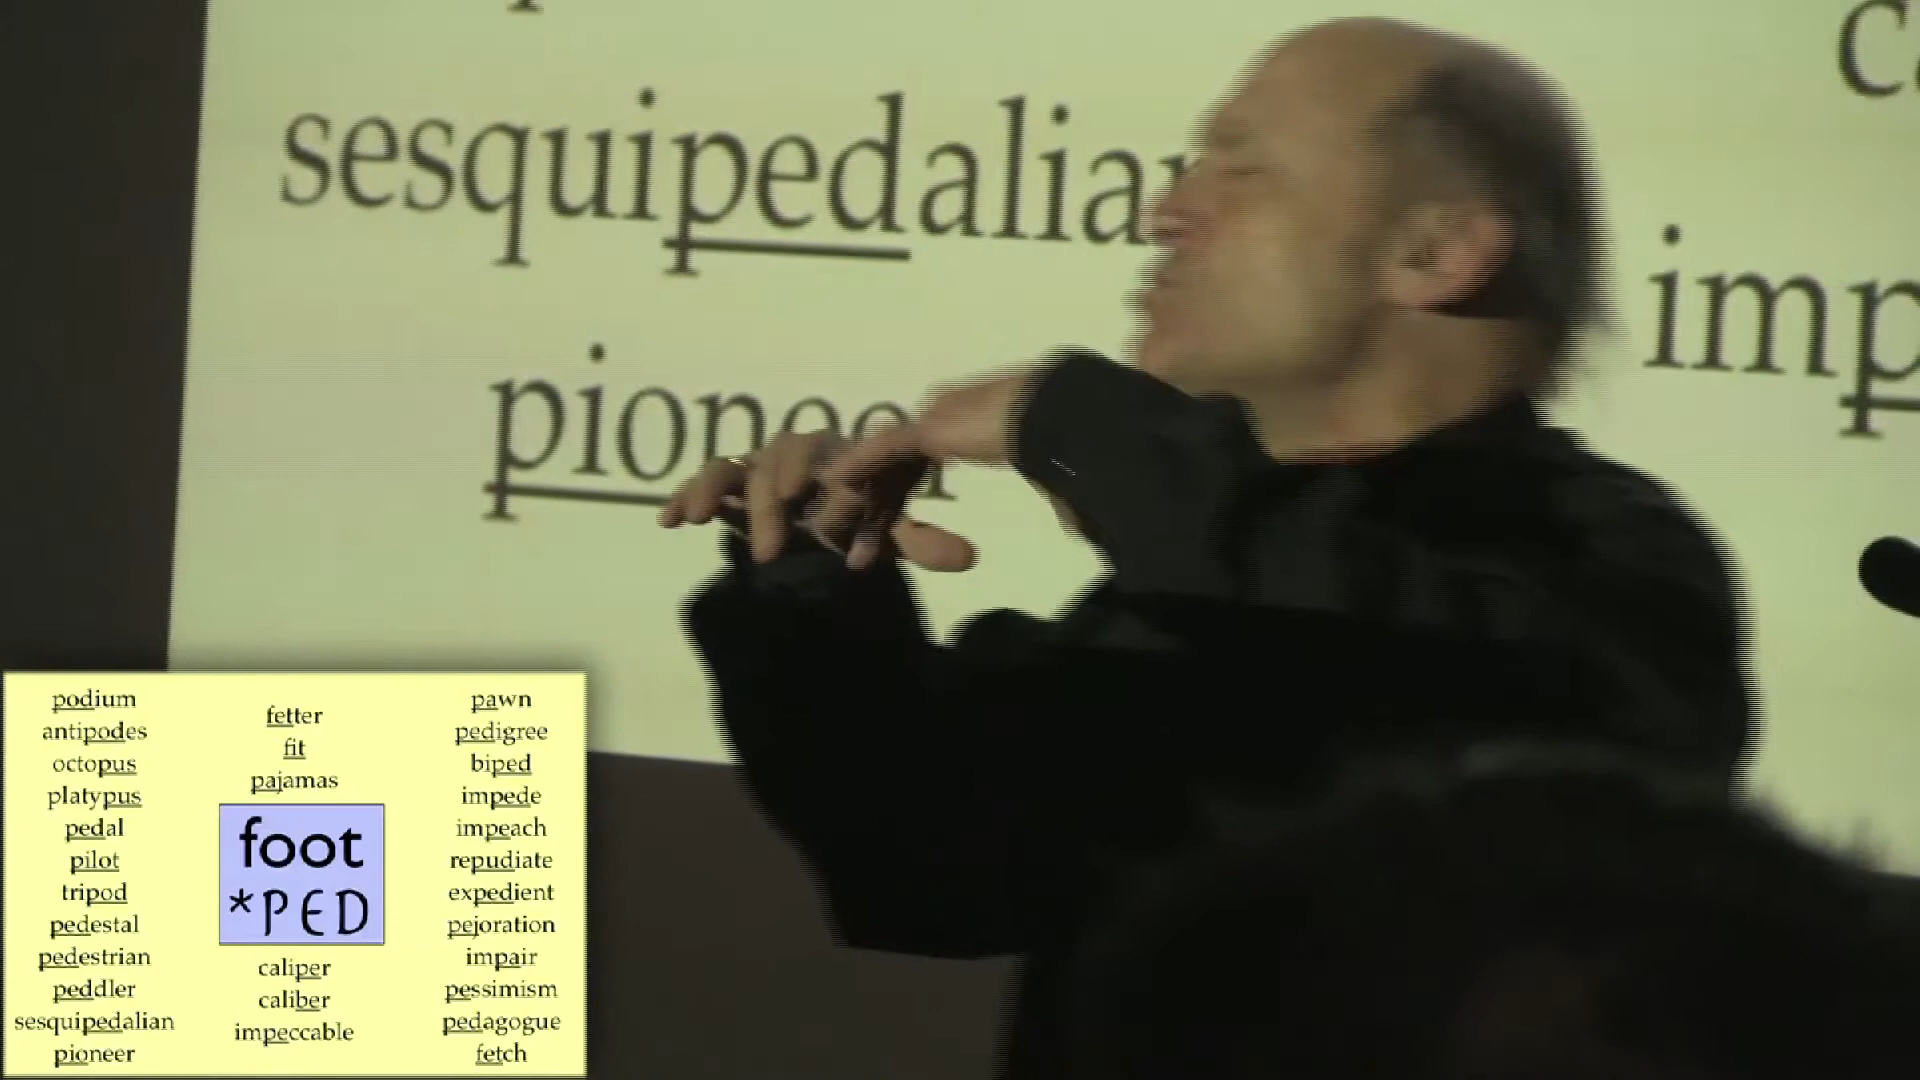 sesquipedalian
pioneer
imp
podium
antipodes
octopus
platypus
pedal
pilot
tripod
pedestal
pedestrian
peddler
sesquipedalian
pioneer
fetter
fit
pajamas
foot
*PED
caliper
caliber
impeccable
pawn
pedigree
biped
impede
impeach
repudiate
expedient
pejoration
impair
pessimism
pedagogue
fetch